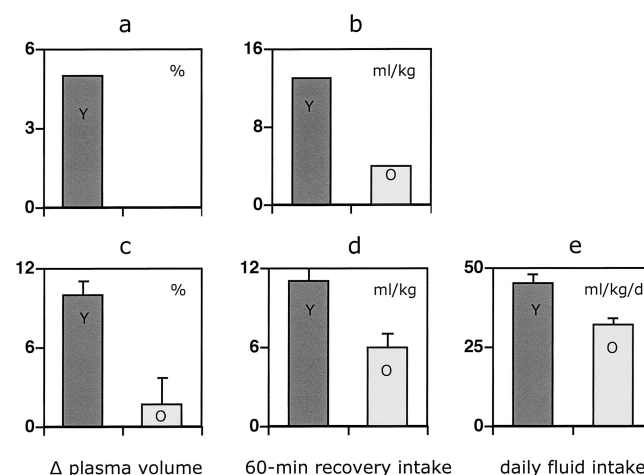 a b
6 3 0 % Y
16 8 0 ml/kg Y O
c d e
12 6 0 % Y O
12 6 0 ml/kg Y O
50 25 0 ml/kg/d Y O
Δ plasma volume 60-min recovery intake daily fluid intake